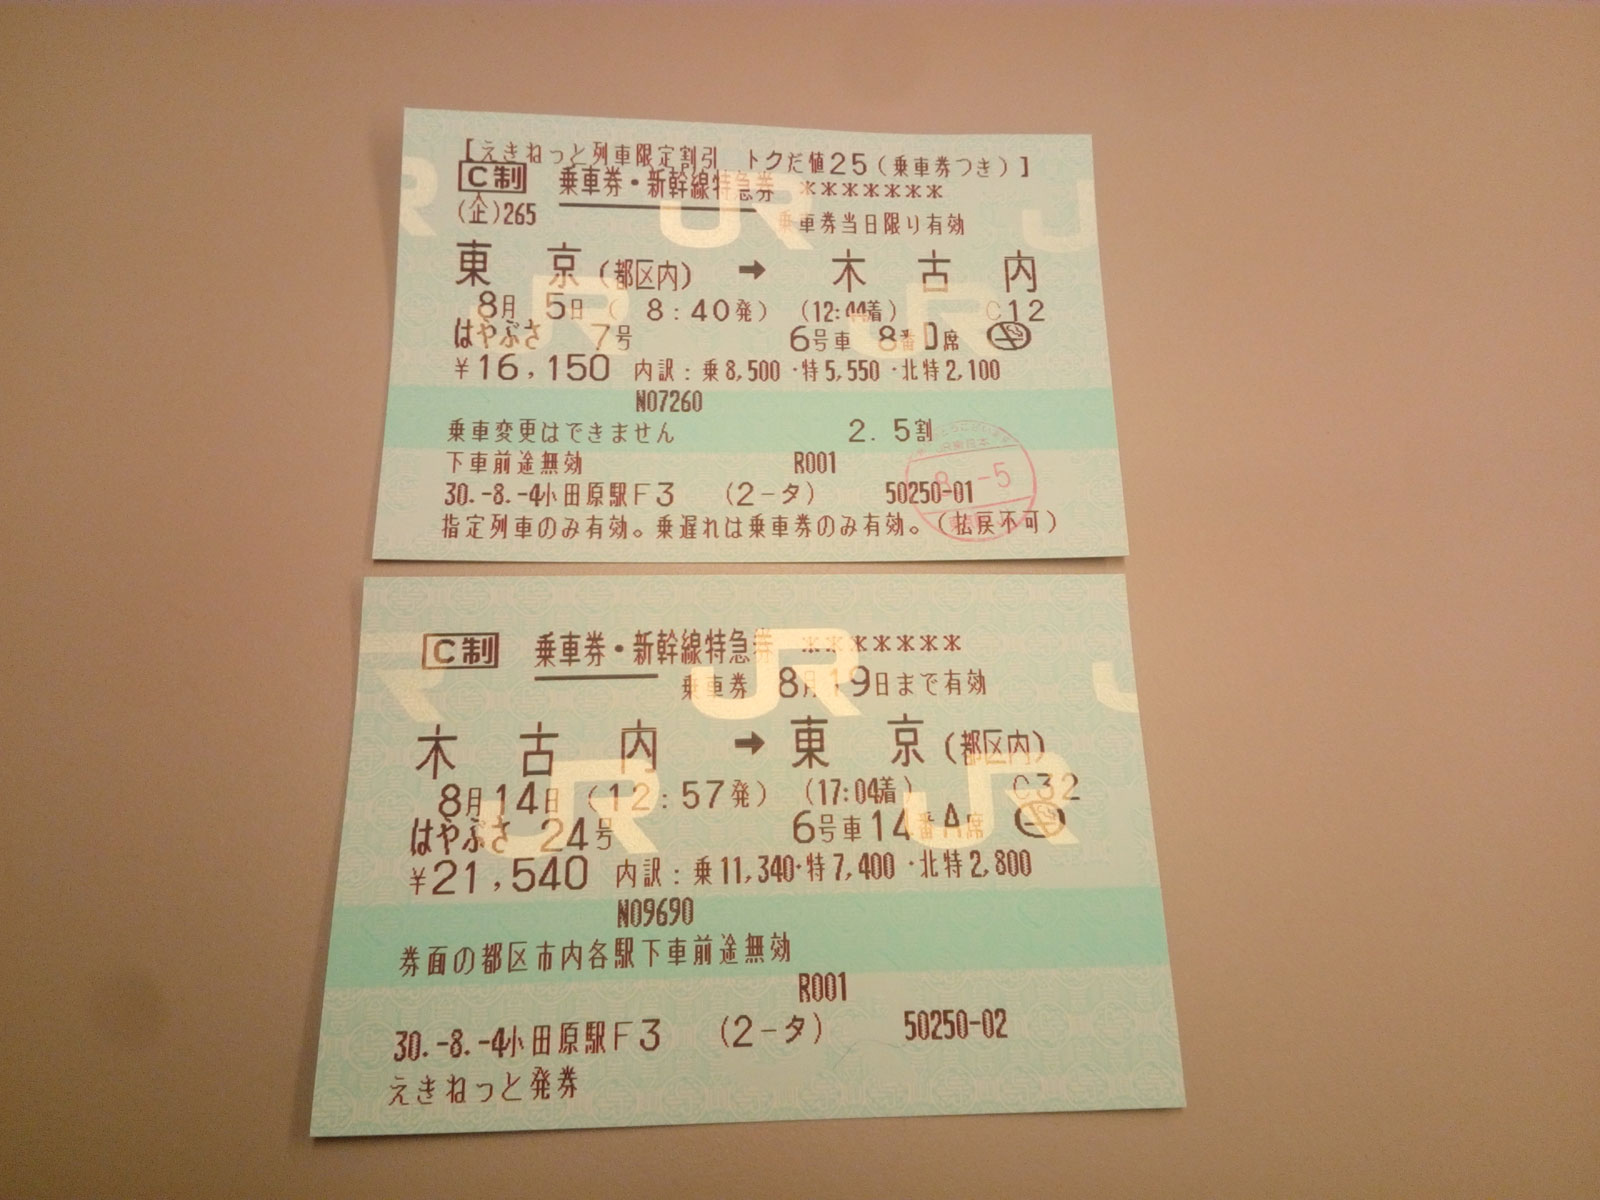 [えきねっと列車限定割引 トクだ値25(乗車券つき)]
C制 乗車券・新幹線特急券 *******
(企)265 乗車券当日限り有効
東京(都区内) → 木古内
8月 5日( 8:40発) (12:44着) C12
はやぶさ 7号 6号車 8番D席
¥16,150 内訳:乗8,500・特5,550・北特2,100
N07260
乗車変更はできません 2.5割
下車前途無効 R001
30.-8.-4小田原駅F3 (2-タ) 50250-01
指定列車のみ有効。乗遅れは乗車券のみ有効。(払戻不可)
JR東日本
8.-5
JR
C制 乗車券・新幹線特急券 *******
乗車券 8月19日まで有効
木古内 → 東京(都区内)
8月14日(12:57発) (17:04着) C32
はやぶさ 24号 6号車14番A席
¥21,540 内訳:乗11,340・特7,400・北特2,800
N09690
券面の都区市内各駅下車前途無効
R001
30.-8.-4小田原駅F3 (2-タ) 50250-02
えきねっと発券
JR